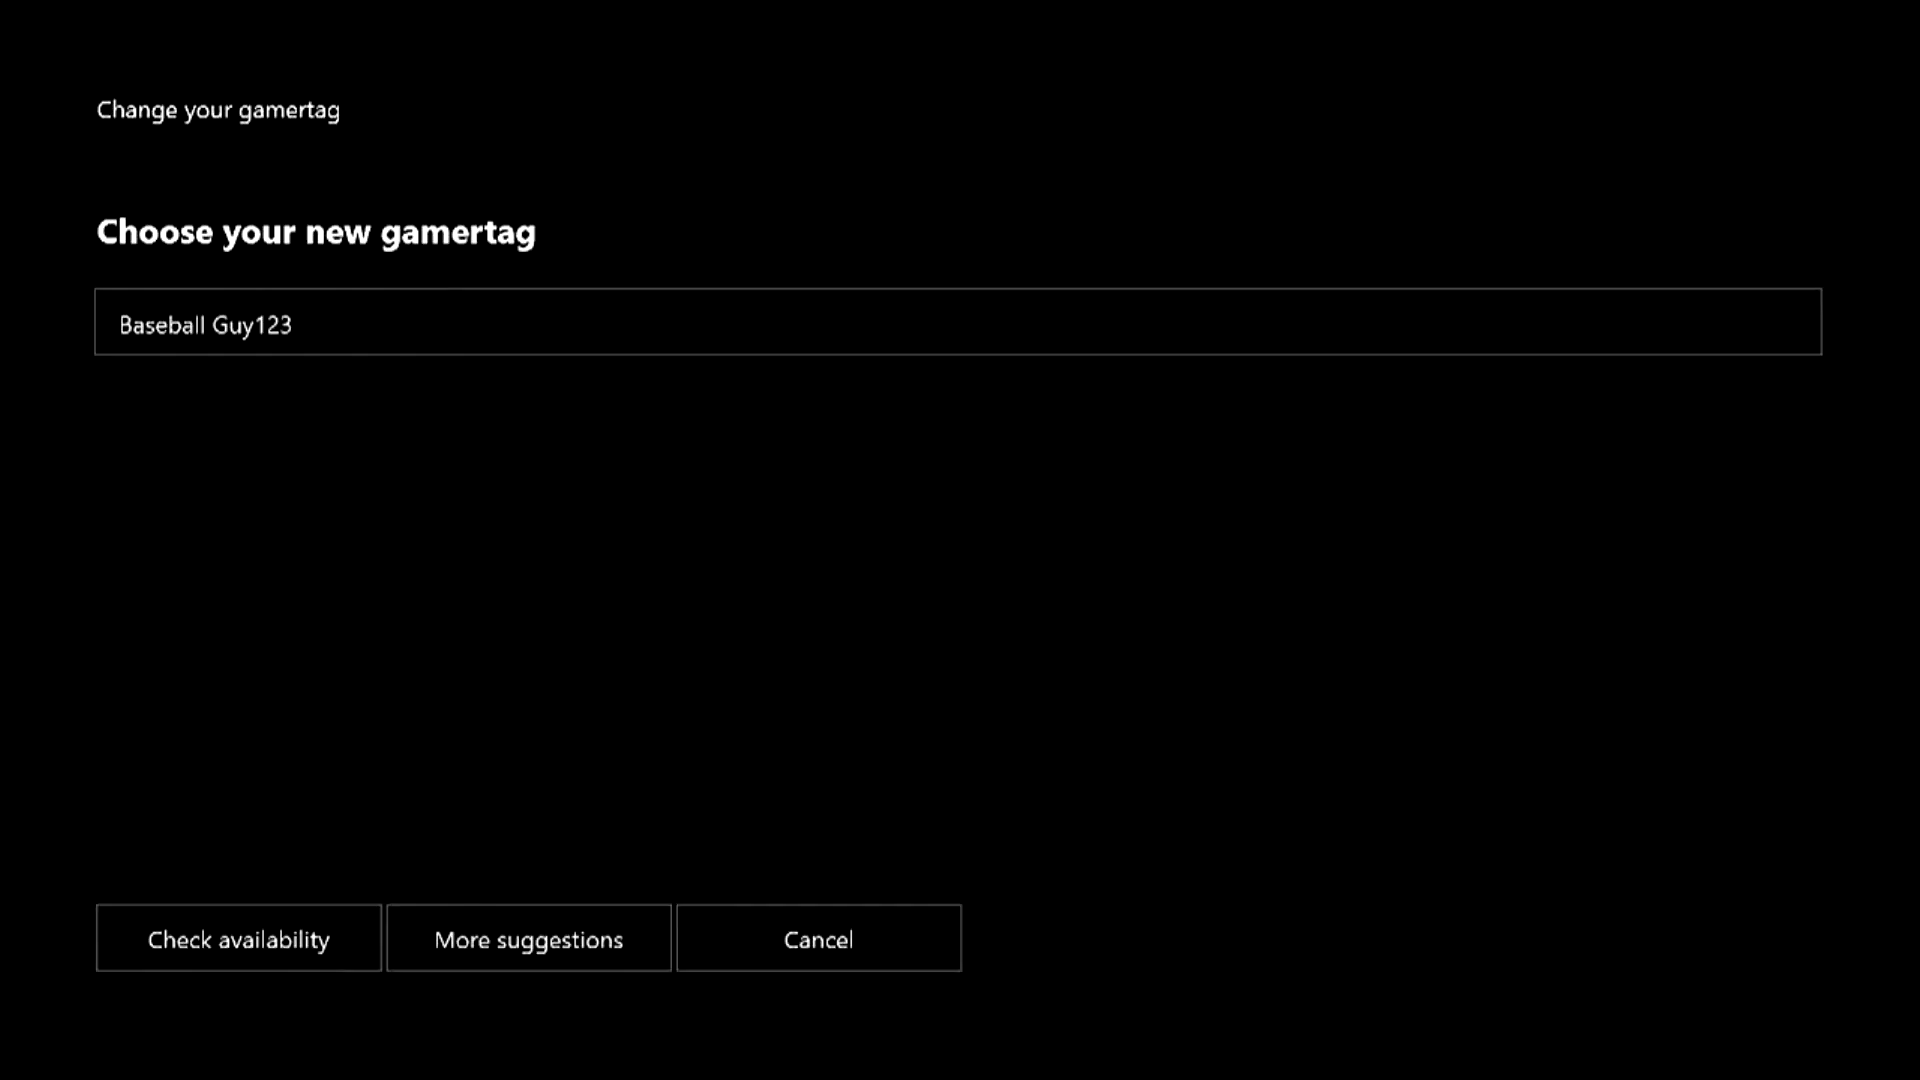 Change your gamertag
Choose your new gamertag
Baseball Guy123
Check availability
More suggestions
Cancel